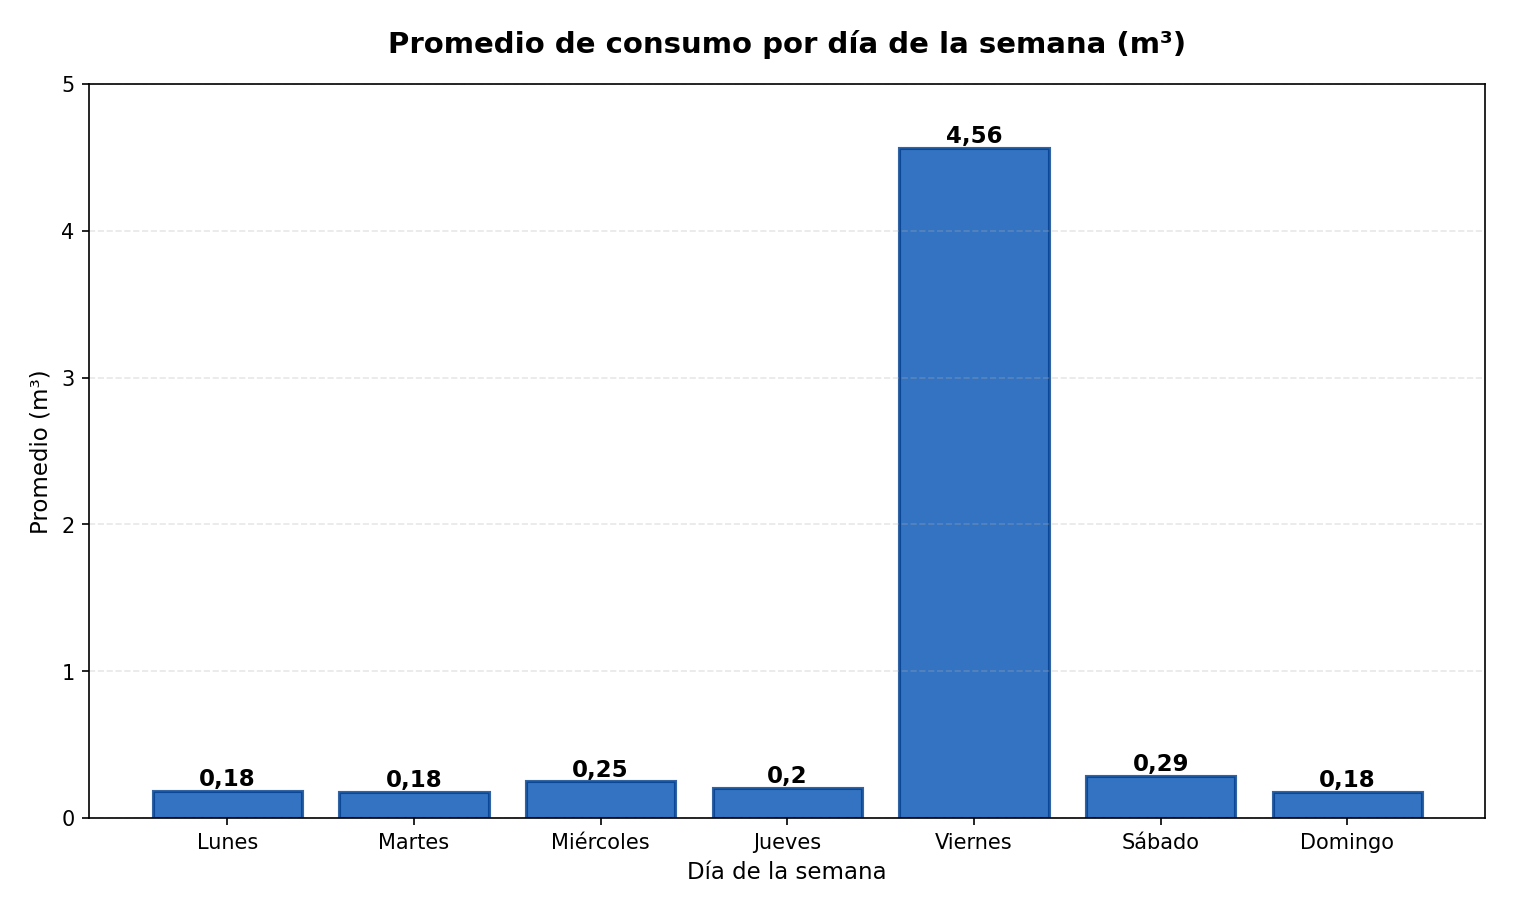 Promedio de consumo por día de la semana (m³)
Promedio (m³)
5
4
3
2
1
0
0,18
0,18
0,25
0,2
4,56
0,29
0,18
Lunes
Martes
Miércoles
Jueves
Viernes
Sábado
Domingo
Día de la semana